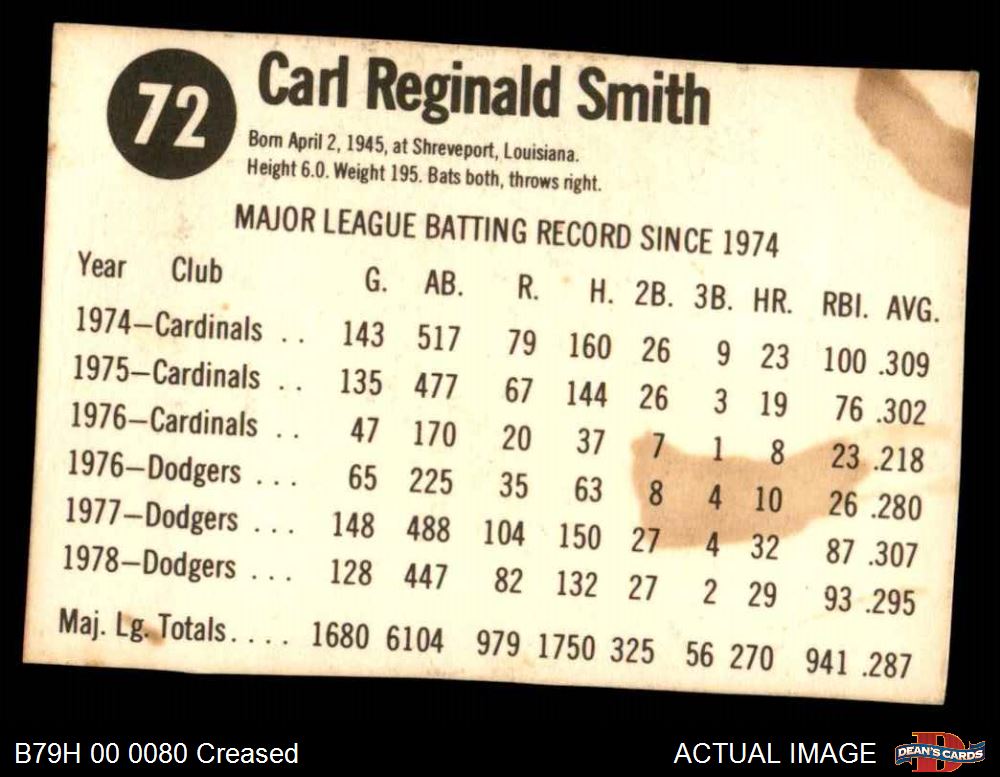 72
Carl Reginald Smith
Born April 2, 1945, at Shreveport, Louisiana.
Height 6.0. Weight 195. Bats both, throws right.
MAJOR LEAGUE BATTING RECORD SINCE 1974
Year Club G. AB. R. H. 2B. 3B. HR. RBI. AVG.
1974—Cardinals . . 143 517 79 160 26 9 23 100 .309
1975—Cardinals . . 135 477 67 144 26 3 19 76 .302
1976—Cardinals . . 47 170 20 37 7 1 8 23 .218
1976—Dodgers . . . 65 225 35 63 8 4 10 26 .280
1977—Dodgers . . . 148 488 104 150 27 4 32 87 .307
1978—Dodgers . . . 128 447 82 132 27 2 29 93 .295
Maj. Lg. Totals. . . . 1680 6104 979 1750 325 56 270 941 .287
B79H 00 0080 Creased
ACTUAL IMAGE
DEAN'S CARDS